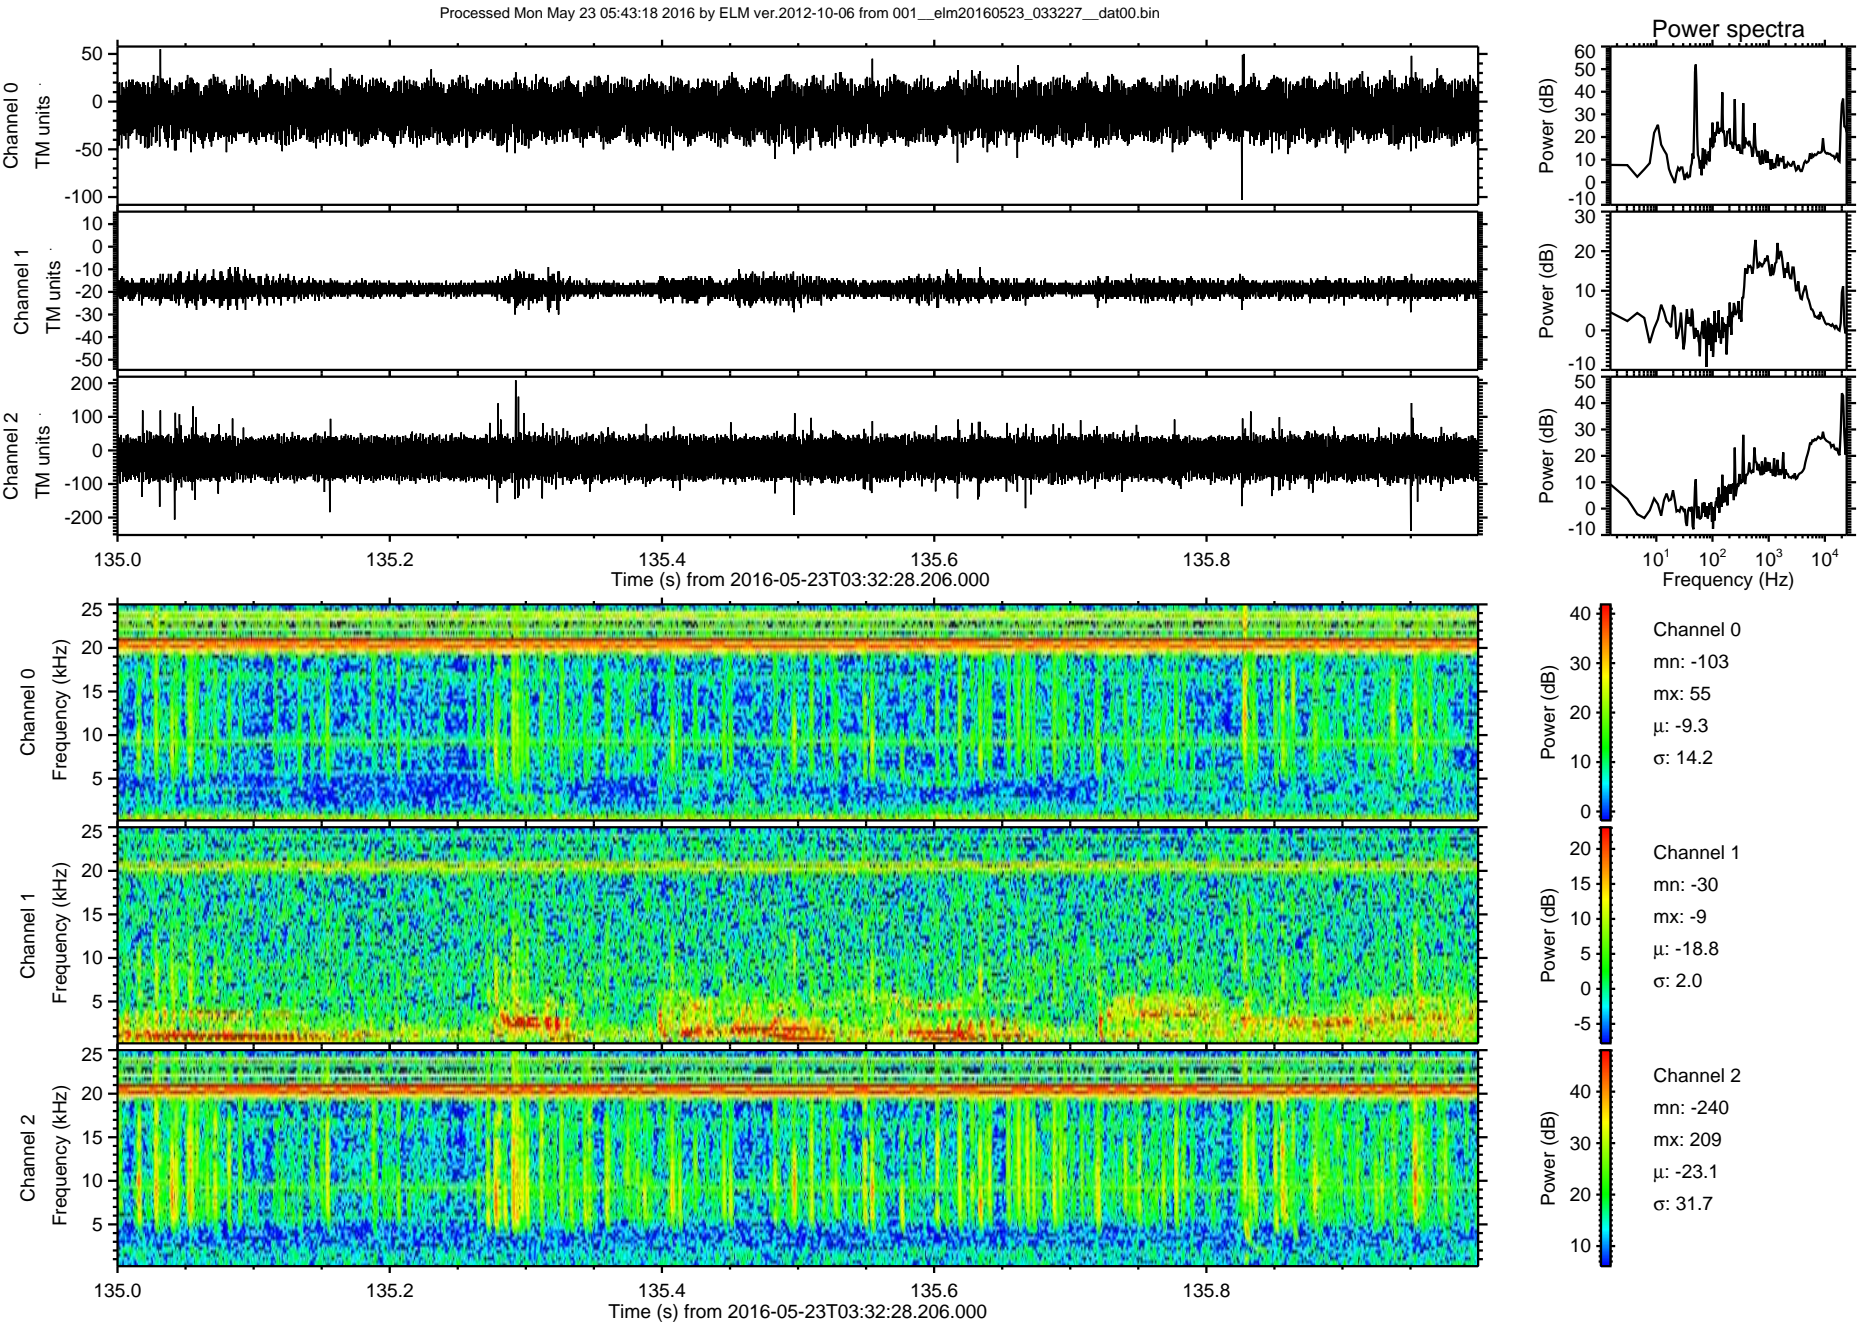 Processed Mon May 23 05:43:18 2016 by ELM ver.2012-10-06 from 001__elm20160523_033227__dat00.bin
Power spectra
Channel 0
TM units
50
0
-50
-100
Power (dB)
60
50
40
30
20
10
0
-10
Channel 1
TM units
10
0
-10
-20
-30
-40
-50
Power (dB)
30
20
10
0
-10
Channel 2
TM units
200
100
0
-100
-200
Power (dB)
50
40
30
20
10
0
-10
135.0 135.2 135.4 135.6 135.8
Time (s) from 2016-05-23T03:32:28.206.000
10^1 10^2 10^3 10^4
Frequency (Hz)
Channel 0
Frequency (kHz)
25
20
15
10
5
Power (dB)
40
30
20
10
0
Channel 0
mn: -103
mx: 55
μ: -9.3
σ: 14.2
Channel 1
Frequency (kHz)
25
20
15
10
5
Power (dB)
20
15
10
5
0
-5
Channel 1
mn: -30
mx: -9
μ: -18.8
σ: 2.0
Channel 2
Frequency (kHz)
25
20
15
10
5
Power (dB)
40
30
20
10
Channel 2
mn: -240
mx: 209
μ: -23.1
σ: 31.7
135.0 135.2 135.4 135.6 135.8
Time (s) from 2016-05-23T03:32:28.206.000